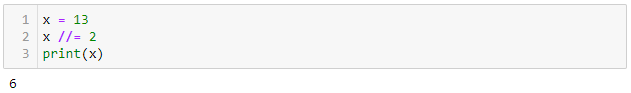 1 x = 13
2 x //= 2
3 print(x)
6